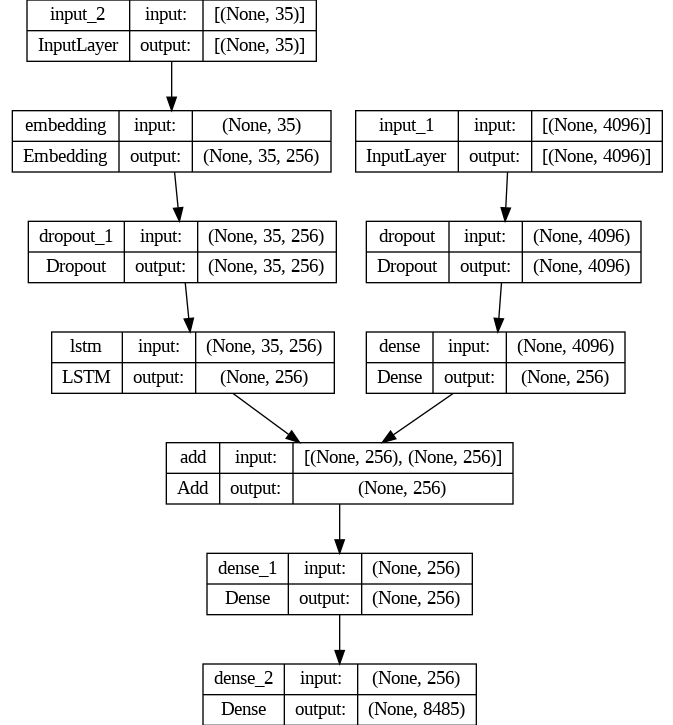 input_2 input: [(None, 35)]
InputLayer output: [(None, 35)]
embedding input: (None, 35)
Embedding output: (None, 35, 256)
input_1 input: [(None, 4096)]
InputLayer output: [(None, 4096)]
dropout_1 input: (None, 35, 256)
Dropout output: (None, 35, 256)
dropout input: (None, 4096)
Dropout output: (None, 4096)
lstm input: (None, 35, 256)
LSTM output: (None, 256)
dense input: (None, 4096)
Dense output: (None, 256)
add input: [(None, 256), (None, 256)]
Add output: (None, 256)
dense_1 input: (None, 256)
Dense output: (None, 256)
dense_2 input: (None, 256)
Dense output: (None, 8485)